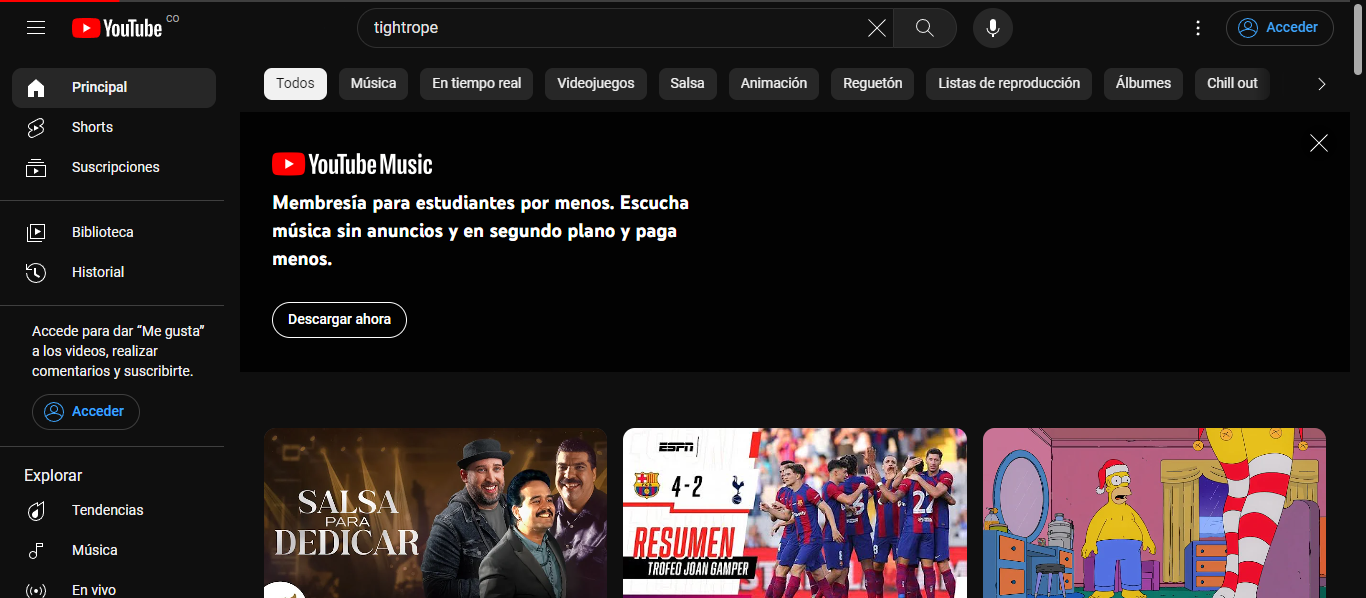 YouTube CO
tightrope
Acceder
Principal
Shorts
Suscripciones
Biblioteca
Historial
Accede para dar “Me gusta”
a los videos, realizar
comentarios y suscribirte.
Acceder
Explorar
Tendencias
Música
En vivo
Todos
Música
En tiempo real
Videojuegos
Salsa
Animación
Reguetón
Listas de reproducción
Álbumes
Chill out
YouTube Music
Membresía para estudiantes por menos. Escucha
música sin anuncios y en segundo plano y paga
menos.
Descargar ahora
SALSA
PARA
DEDICAR
ESPN
4-2
RESUMEN
TROFEO JOAN GAMPER
22